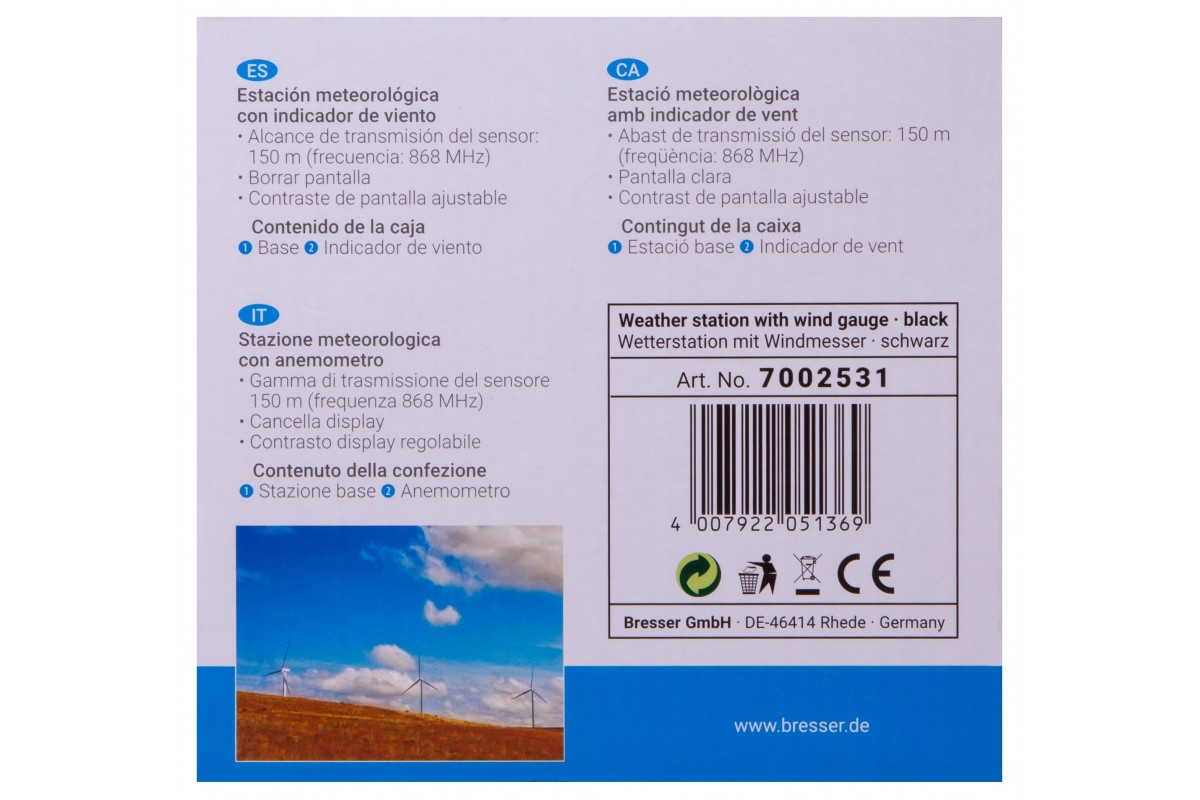 ES
Estación meteorológica
con indicador de viento
• Alcance de transmisión del sensor:
150 m (frecuencia: 868 MHz)
• Borrar pantalla
• Contraste de pantalla ajustable
Contenido de la caja
1 Base 2 Indicador de viento
CA
Estació meteorològica
amb indicador de vent
• Abast de transmissió del sensor: 150 m
(freqüència: 868 MHz)
• Pantalla clara
• Contrast de pantalla ajustable
Contingut de la caixa
1 Estació base 2 Indicador de vent
IT
Stazione meteorologica
con anemometro
• Gamma di trasmissione del sensore
150 m (frequenza 868 MHz)
• Cancella display
• Contrasto display regolabile
Contenuto della confezione
1 Stazione base 2 Anemometro
Weather station with wind gauge · black
Wetterstation mit Windmesser · schwarz
Art. No. 7002531
4 007922 051369
CE
Bresser GmbH · DE-46414 Rhede · Germany
www.bresser.de